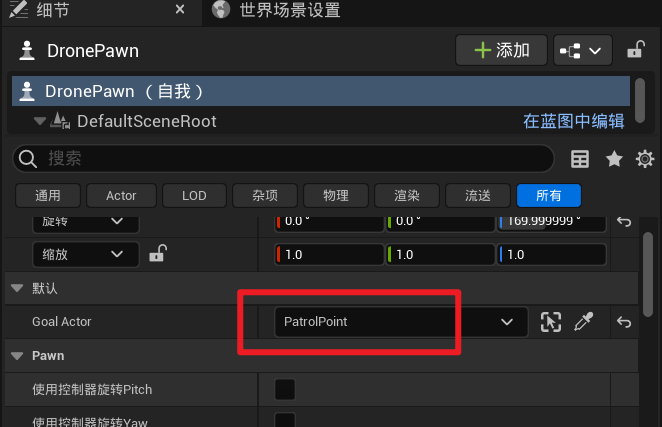 细节
世界场景设置
DronePawn
添加
DronePawn（自我）
DefaultSceneRoot
在蓝图中编辑
搜索
通用 Actor LOD 杂项 物理 渲染 流送 所有
旋转 0.0° 0.0° 169.999999°
缩放 1.0 1.0 1.0
默认
Goal Actor PatrolPoint
Pawn
使用控制器旋转Pitch
使用控制器旋转Yaw